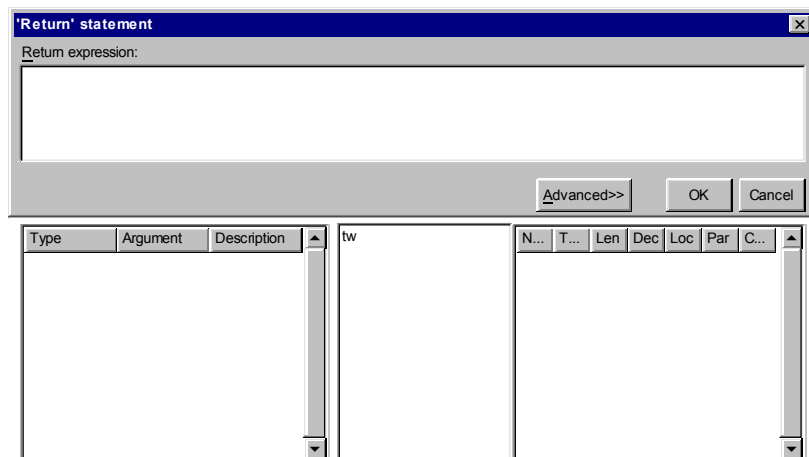 'Return' statement
Return expression:
Advanced>> OK Cancel
Type Argument Description tw N... T... Len Dec Loc Par C...